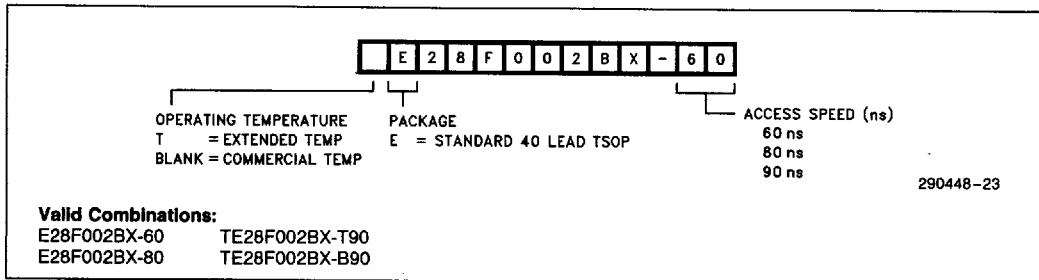 E28F002BX-60
OPERATING TEMPERATURE
T = EXTENDED TEMP
BLANK = COMMERCIAL TEMP
PACKAGE
E = STANDARD 40 LEAD TSOP
ACCESS SPEED (ns)
60 ns
80 ns
90 ns
290448-23
Valid Combinations:
E28F002BX-60 TE28F002BX-T90
E28F002BX-80 TE28F002BX-B90